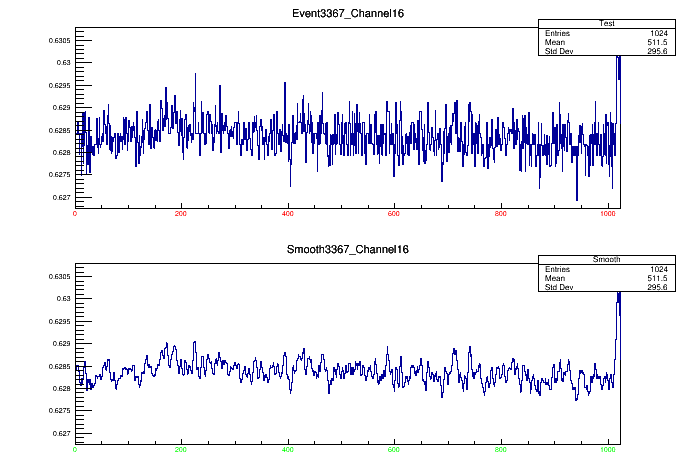 Event3367_Channel16
Test
Entries 1024
Mean 511.5
Std Dev 295.6
0.6305
0.63
0.6295
0.629
0.6285
0.628
0.6275
0.627
0 200 400 600 800 1000
Smooth3367_Channel16
Smooth
Entries 1024
Mean 511.5
Std Dev 295.6
0.6305
0.63
0.6295
0.629
0.6285
0.628
0.6275
0.627
0 200 400 600 800 1000